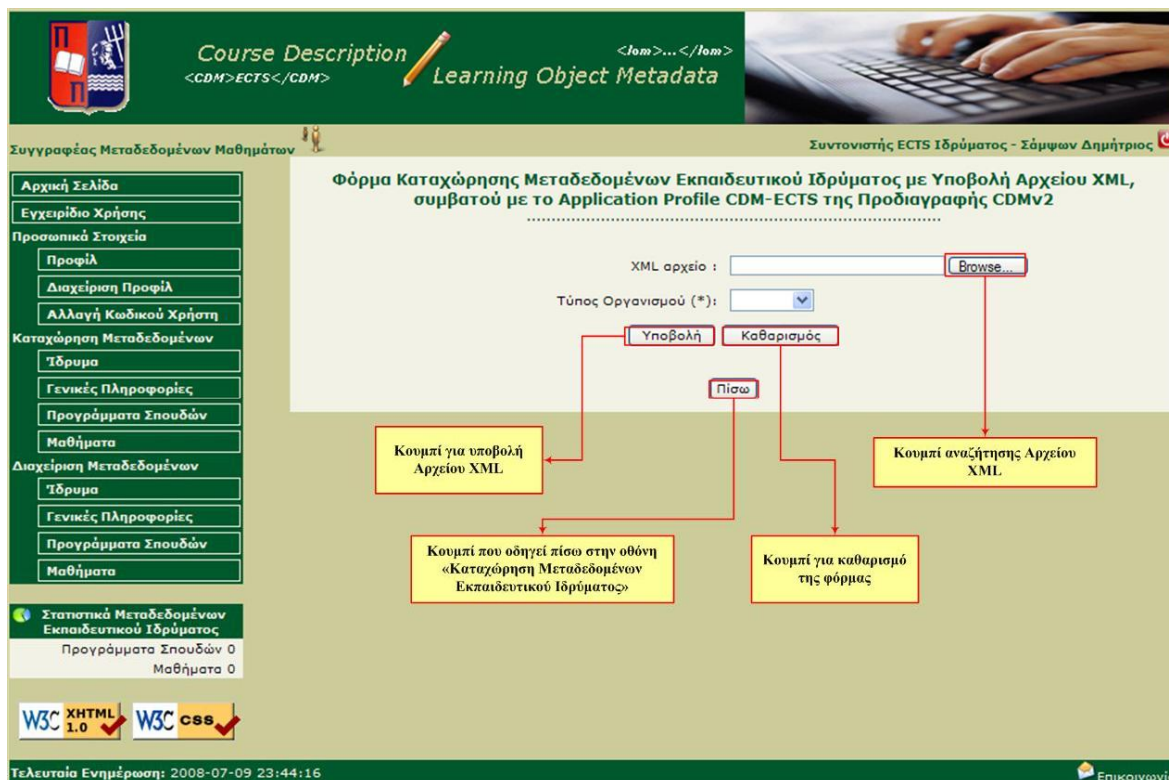 Course Description
<CDM>ECTS</CDM>
<lom>...</lom>
Learning Object Metadata
Συγγραφέας Μεταδεδομένων Μαθημάτων
Συντονιστής ECTS Ιδρύματος - Σάμψων Δημήτριος
Αρχική Σελίδα
Εγχειρίδιο Χρήσης
Προσωπικά Στοιχεία
Προφίλ
Διαχείριση Προφίλ
Αλλαγή Κωδικού Χρήστη
Καταχώρηση Μεταδεδομένων
Ίδρυμα
Γενικές Πληροφορίες
Προγράμματα Σπουδών
Μαθήματα
Διαχείριση Μεταδεδομένων
Ίδρυμα
Γενικές Πληροφορίες
Προγράμματα Σπουδών
Μαθήματα
Στατιστικά Μεταδεδομένων
Εκπαιδευτικού Ιδρύματος
Προγράμματα Σπουδών 0
Μαθήματα 0
W3C XHTML 1.0
W3C css
Φόρμα Καταχώρησης Μεταδεδομένων Εκπαιδευτικού Ιδρύματος με Υποβολή Αρχείου XML,
συμβατού με το Application Profile CDM-ECTS της Προδιαγραφής CDMv2
XML αρχείο :
Browse...
Τύπος Οργανισμού (*):
Υποβολή
Καθαρισμός
Πίσω
Κουμπί για υποβολή
Αρχείου XML
Κουμπί αναζήτησης Αρχείου
XML
Κουμπί που οδηγεί πίσω στην οθόνη
«Καταχώρηση Μεταδεδομένων
Εκπαιδευτικού Ιδρύματος»
Κουμπί για καθαρισμό
της φόρμας
Τελευταία Ενημέρωση: 2008-07-09 23:44:16
Επικοινωνί